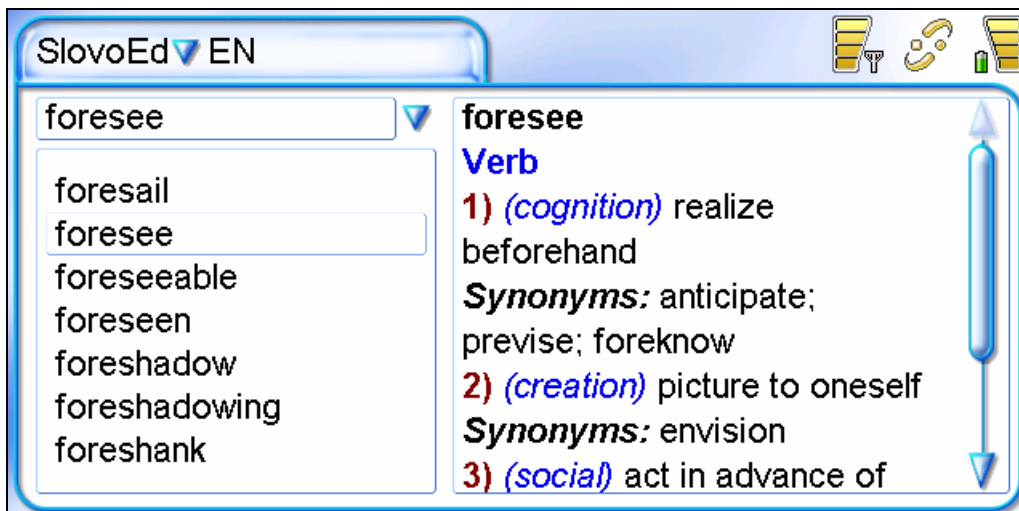 SlovoEd EN
foresee
foresail
foresee
foreseeable
foreseen
foreshadow
foreshadowing
foreshank
foresee
Verb
1) (cognition) realize
beforehand
Synonyms: anticipate;
previse; foreknow
2) (creation) picture to oneself
Synonyms: envision
3) (social) act in advance of